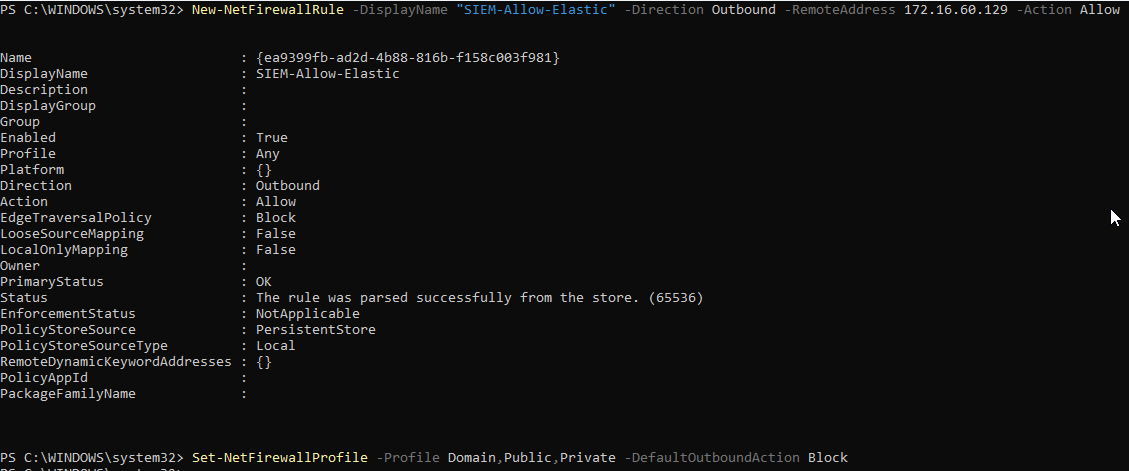 PS C:\WINDOWS\system32> New-NetFirewallRule -DisplayName "SIEM-Allow-Elastic" -Direction Outbound -RemoteAddress 172.16.60.129 -Action Allow
Name : {ea9399fb-ad2d-4b88-816b-f158c003f981}
DisplayName : SIEM-Allow-Elastic
Description :
DisplayGroup :
Group :
Enabled : True
Profile : Any
Platform : {}
Direction : Outbound
Action : Allow
EdgeTraversalPolicy : Block
LooseSourceMapping : False
LocalOnlyMapping : False
Owner :
PrimaryStatus : OK
Status : The rule was parsed successfully from the store. (65536)
EnforcementStatus : NotApplicable
PolicyStoreSource : PersistentStore
PolicyStoreSourceType : Local
RemoteDynamicKeywordAddresses : {}
PolicyAppId :
PackageFamilyName :
PS C:\WINDOWS\system32> Set-NetFirewallProfile -Profile Domain,Public,Private -DefaultOutboundAction Block
PS C:\WINDOWS\system32>